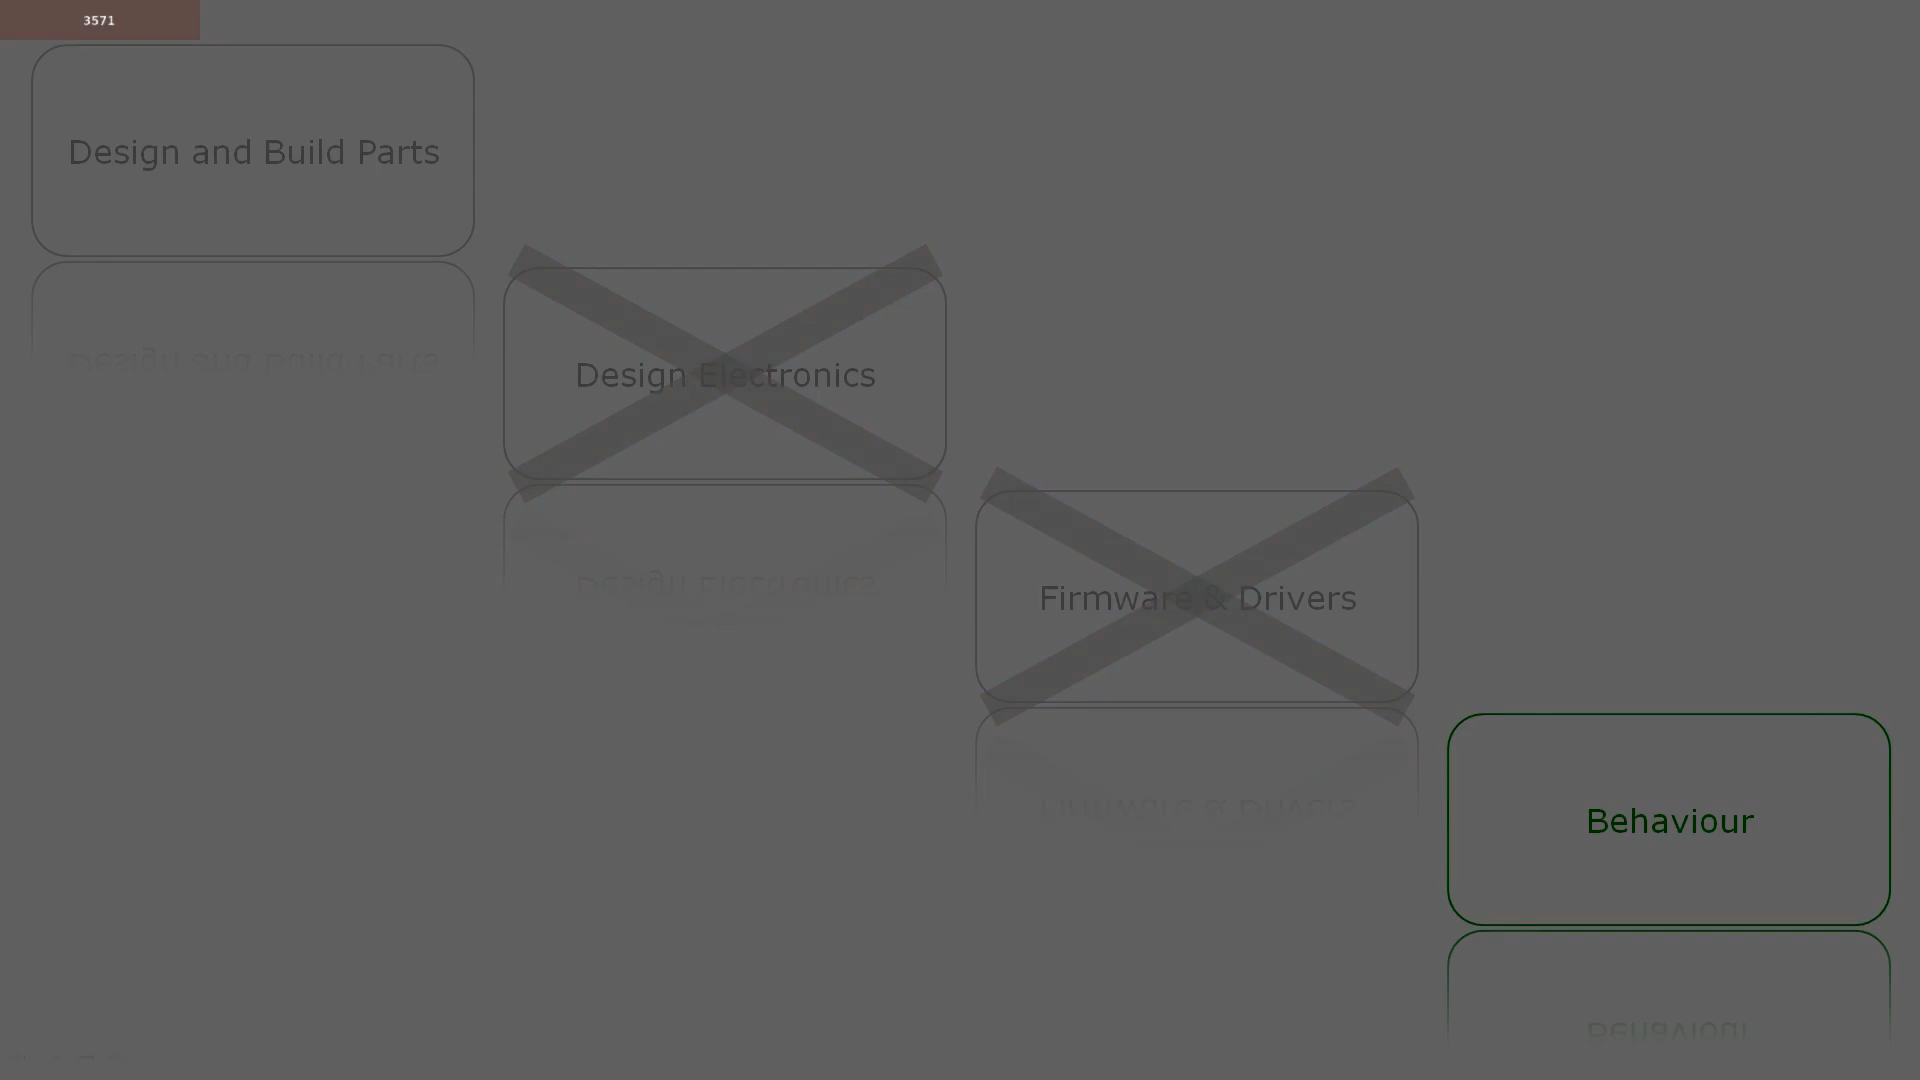 3571
Design and Build Parts
Design Electronics
Firmware & Drivers
Behaviour